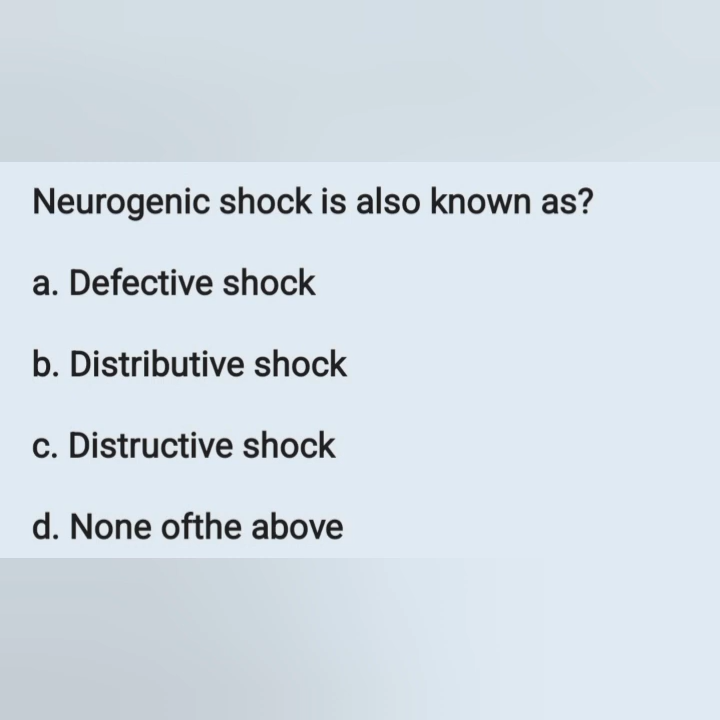 Neurogenic shock is also known as?
a. Defective shock
b. Distributive shock
c. Distructive shock
d. None ofthe above